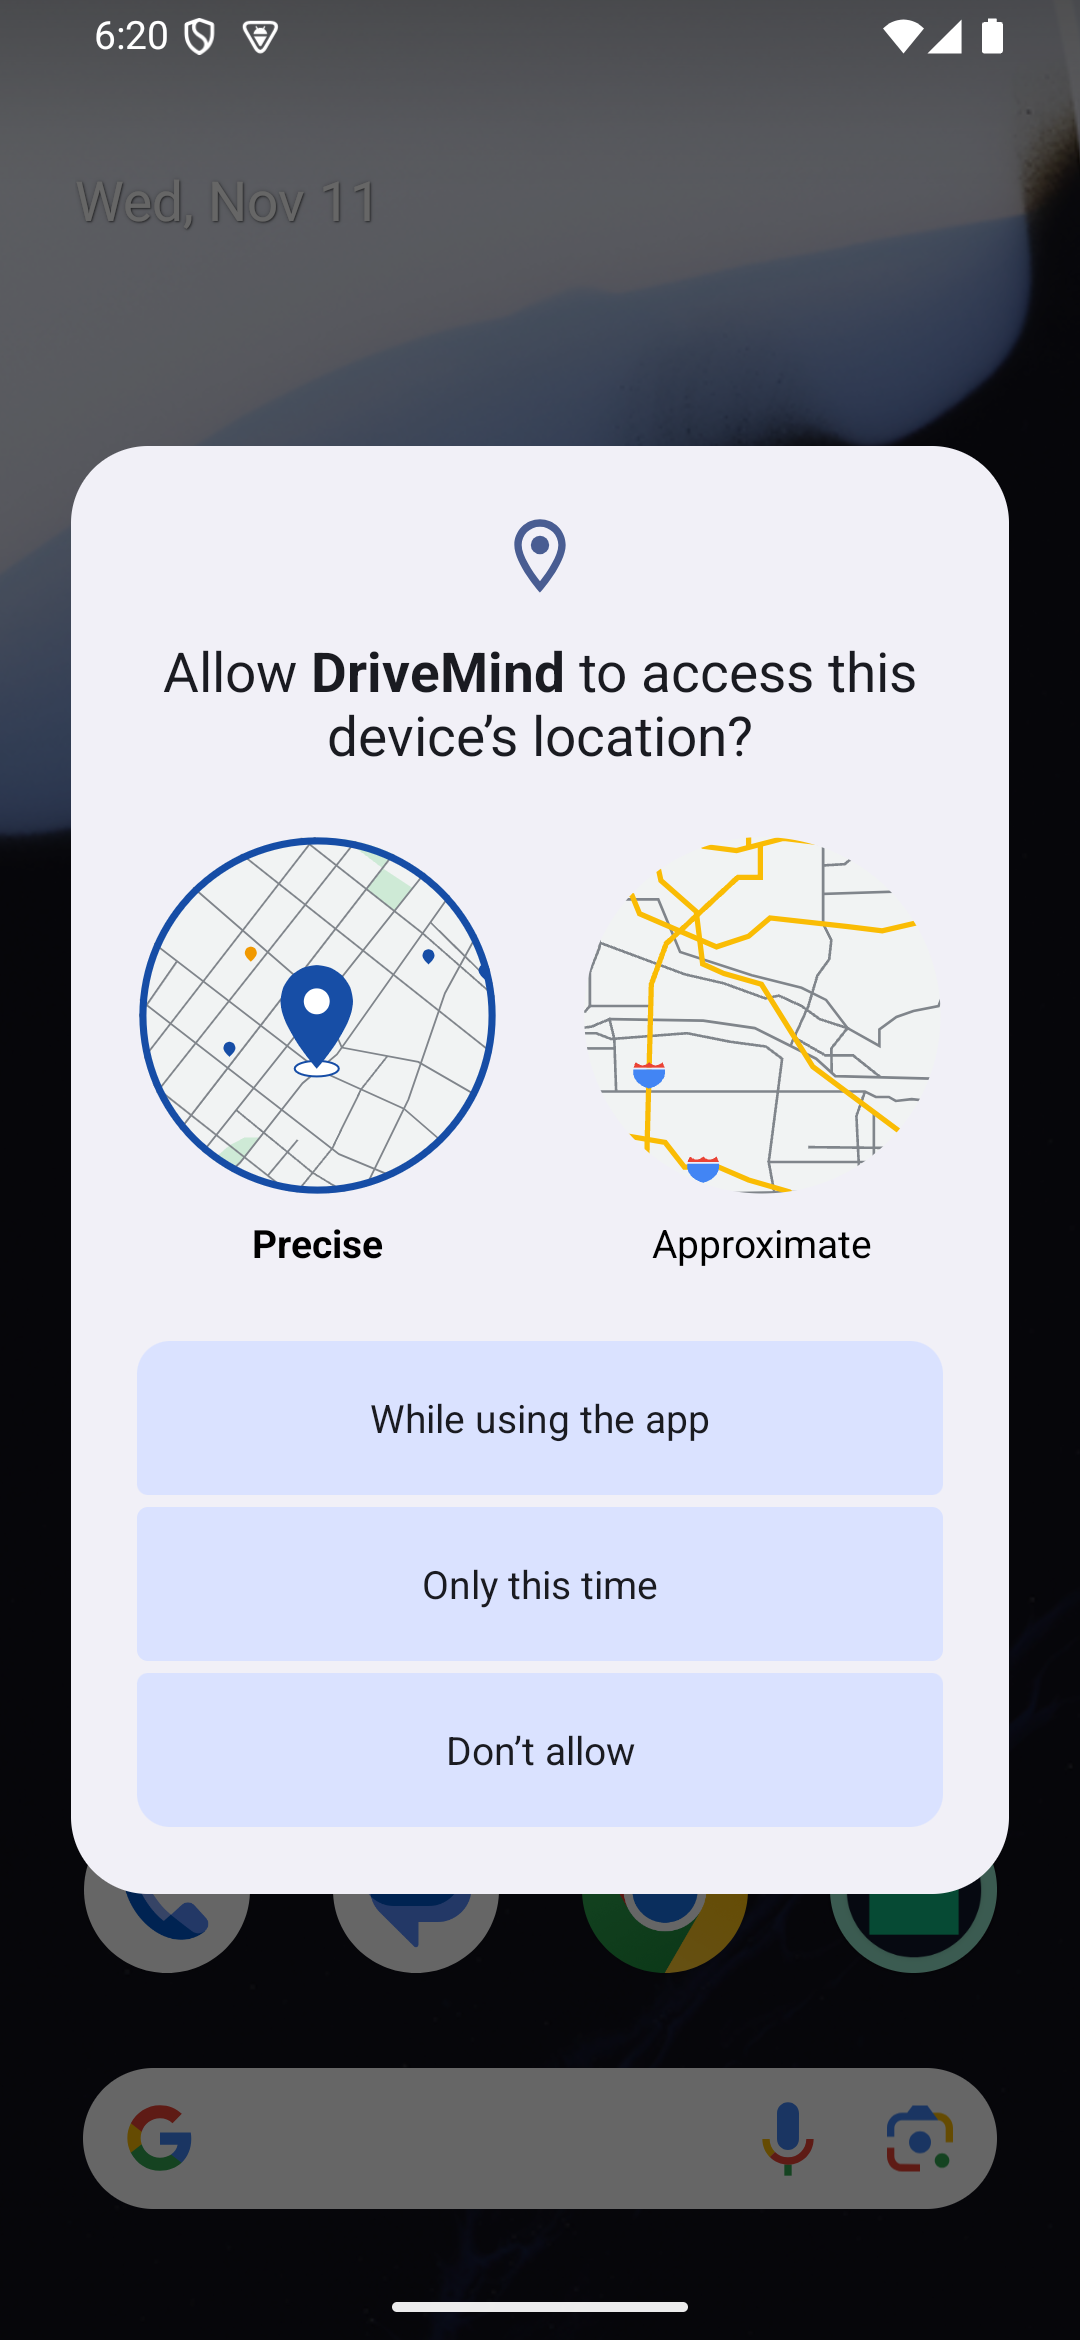 6:20
Wed, Nov 11
Allow DriveMind to access this
device’s location?
Precise
Approximate
While using the app
Only this time
Don’t allow